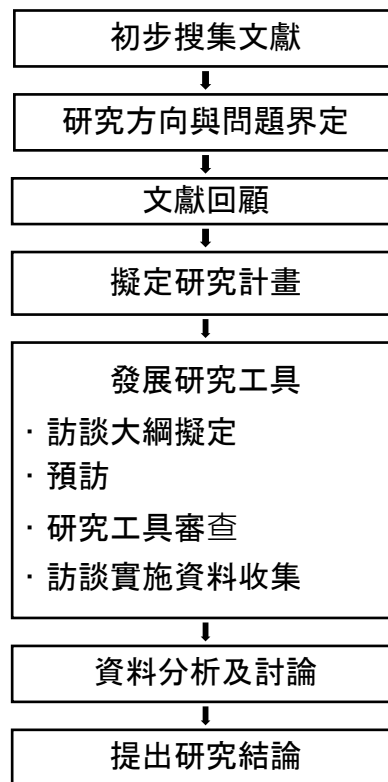 初步搜集文獻
研究方向與問題界定
文獻回顧
擬定研究計畫
發展研究工具
·訪談大綱擬定
·預訪
·研究工具審查
·訪談實施資料收集
資料分析及討論
提出研究結論